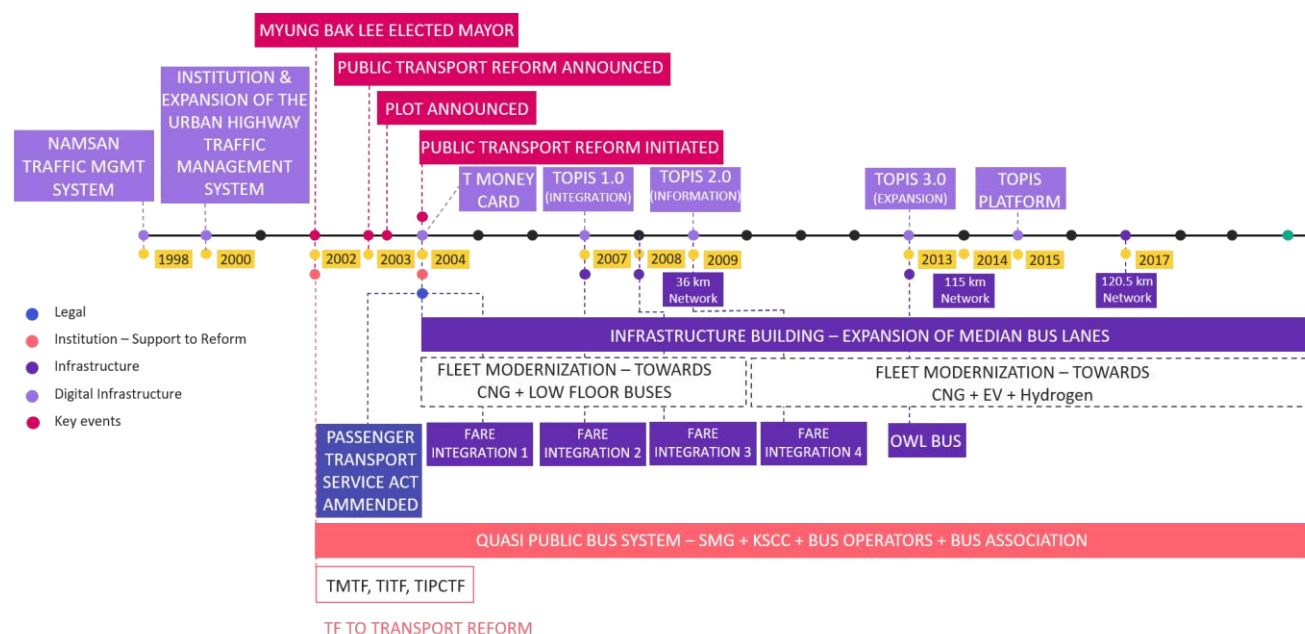 MYUNG BAK LEE ELECTED MAYOR
PUBLIC TRANSPORT REFORM ANNOUNCED
INSTITUTION &
EXPANSION OF THE
URBAN HIGHWAY
TRAFFIC
MANAGEMENT
SYSTEM
PLOT ANNOUNCED
NAMSAN
TRAFFIC MGMT
SYSTEM
PUBLIC TRANSPORT REFORM INITIATED
T MONEY
CARD
TOPIS 1.0
(INTEGRATION)
TOPIS 2.0
(INFORMATION)
TOPIS 3.0
(EXPANSION)
TOPIS
PLATFORM
1998
2000
2002
2003
2004
2007
2008
2009
2013
2014
2015
2017
36 km
Network
115 km
Network
120.5 km
Network
Legal
Institution – Support to Reform
Infrastructure
Digital Infrastructure
Key events
INFRASTRUCTURE BUILDING – EXPANSION OF MEDIAN BUS LANES
FLEET MODERNIZATION – TOWARDS
CNG + LOW FLOOR BUSES
FLEET MODERNIZATION – TOWARDS
CNG + EV + Hydrogen
PASSENGER
TRANSPORT
SERVICE ACT
AMMENDED
FARE
INTEGRATION 1
FARE
INTEGRATION 2
FARE
INTEGRATION 3
FARE
INTEGRATION 4
OWL BUS
QUASI PUBLIC BUS SYSTEM – SMG + KSCC + BUS OPERATORS + BUS ASSOCIATION
TMTF, TITF, TIPCTF
TF TO TRANSPORT REFORM